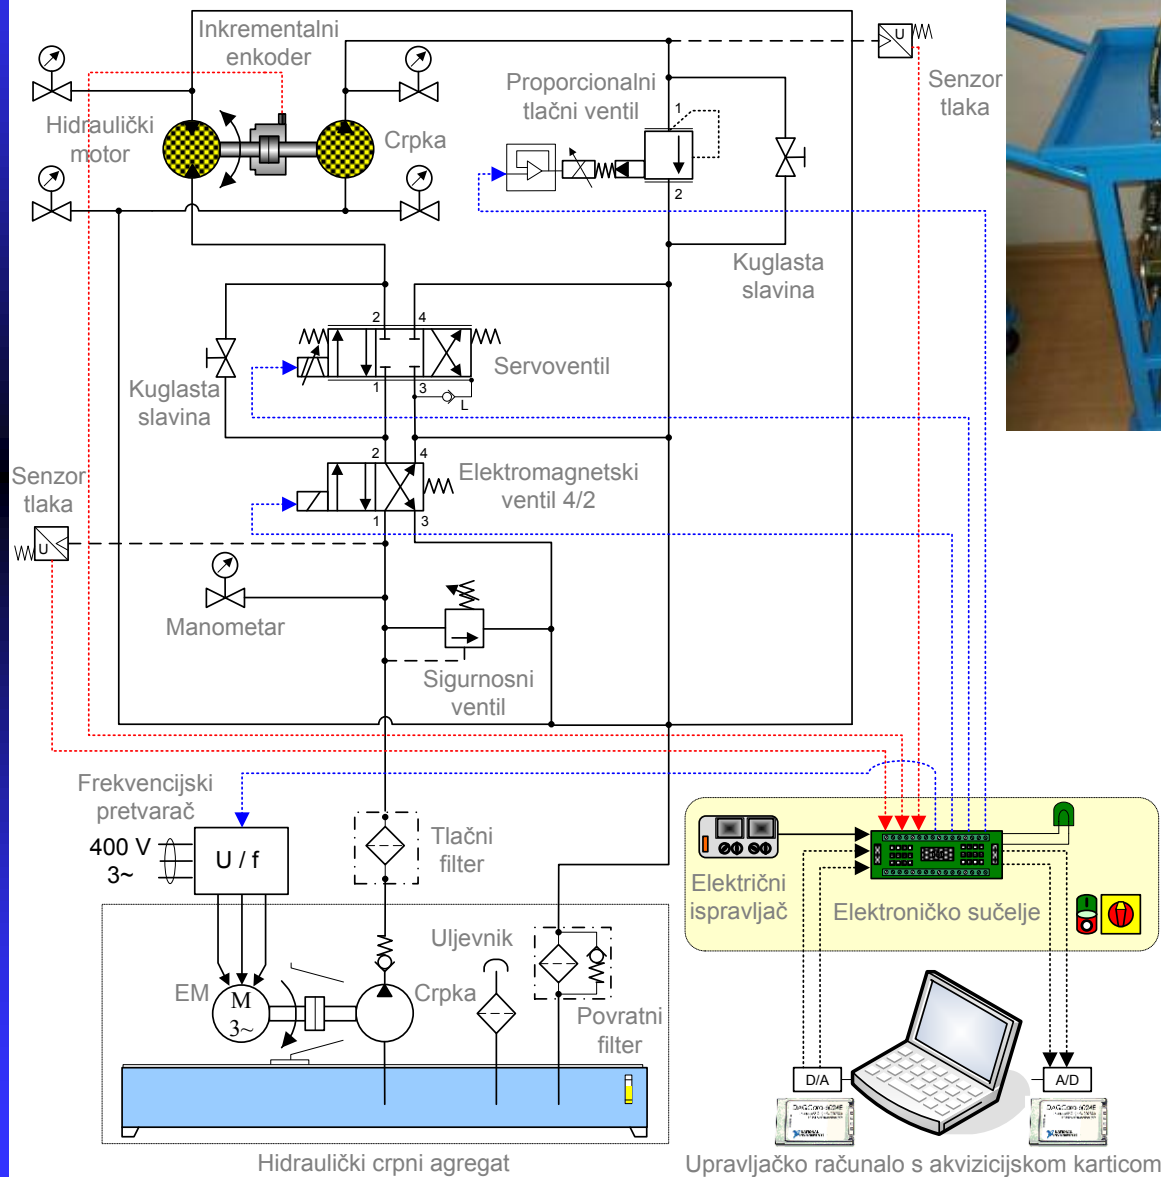 Inkrementalni
enkoder
Hidraulički
motor
Crpka
Proporcionalni
tlačni ventil
1
2
U
Senzor
tlaka
Kuglasta
slavina
2
4
1
3
L
Servoventil
Kuglasta
slavina
2
4
1
3
Elektromagnetski
ventil 4/2
Senzor
tlaka
U
Manometar
Sigurnosni
ventil
Frekvencijski
pretvarač
400 V
3~
U / f
Tlačni
filter
Uljevnik
EM
M
3~
Crpka
Povratni
filter
Hidraulički crpni agregat
Električni
ispravljač
Elektroničko sučelje
D/A
A/D
Upravljačko računalo s akvizicijskom karticom